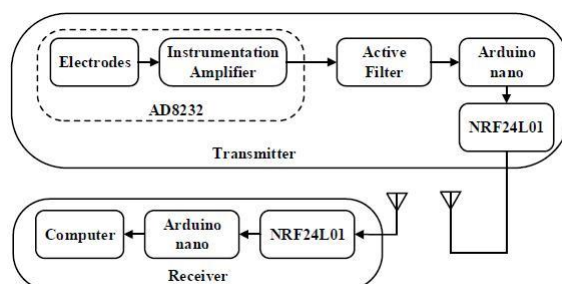 Electrodes
Instrumentation
Amplifier
Active
Filter
Arduino
nano
AD8232
NRF24L01
Transmitter
Computer
Arduino
nano
NRF24L01
Receiver